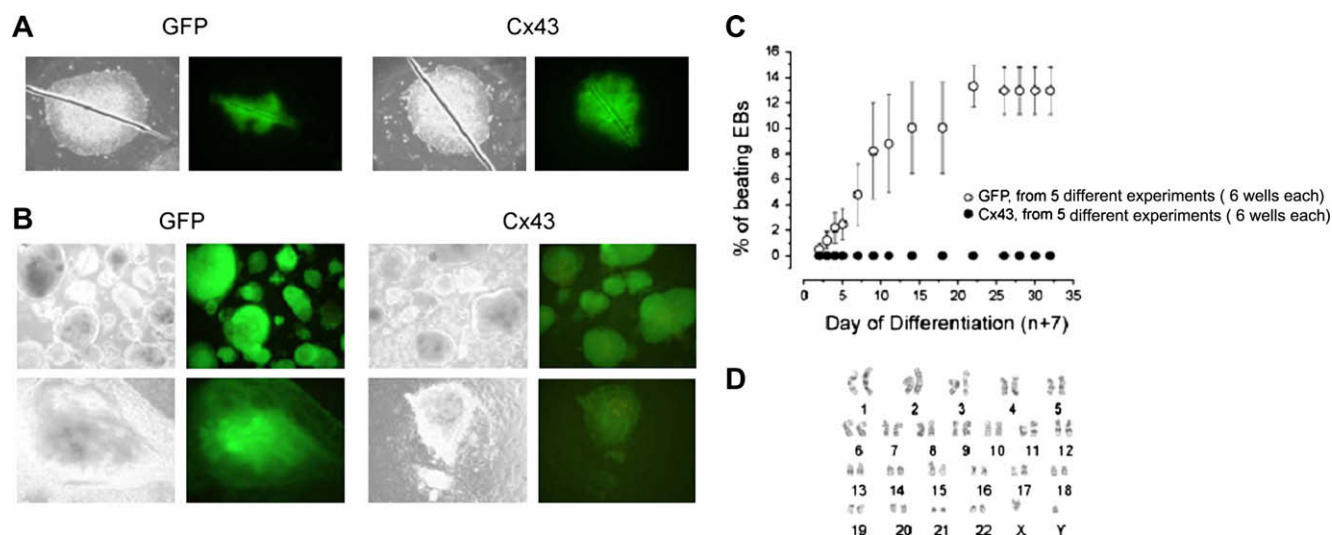 A
GFP
Cx43
B
GFP
Cx43
C
% of beating EBs
16
14
13
12
10
8
6
4
2
0
0 5 10 15 20 25 30 35
Day of Differentiation (n+7)
GFP, from 5 different experiments ( 6 wells each)
Cx43, from 5 different experiments ( 6 wells each)
D
1 2 3 4 5
6 7 8 9 10 11 12
13 14 15 16 17 18
19 20 21 22 X Y